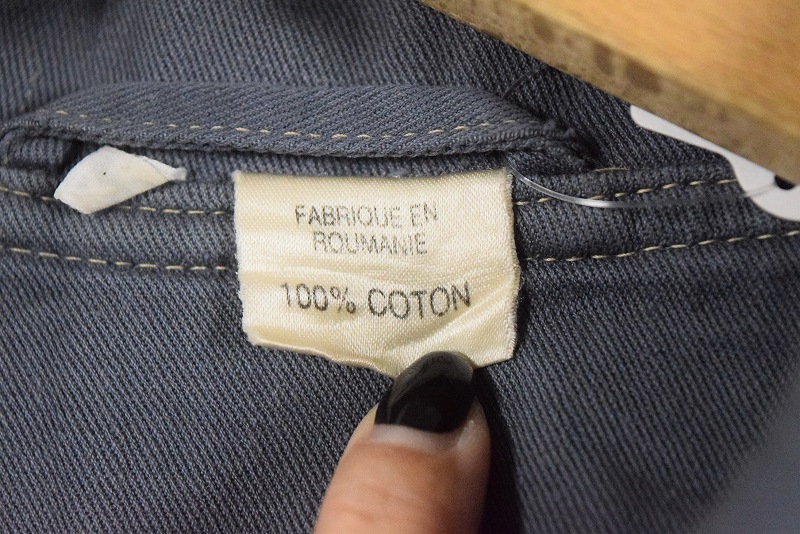 FABRIQUE EN
ROUMANIE
100% COTON